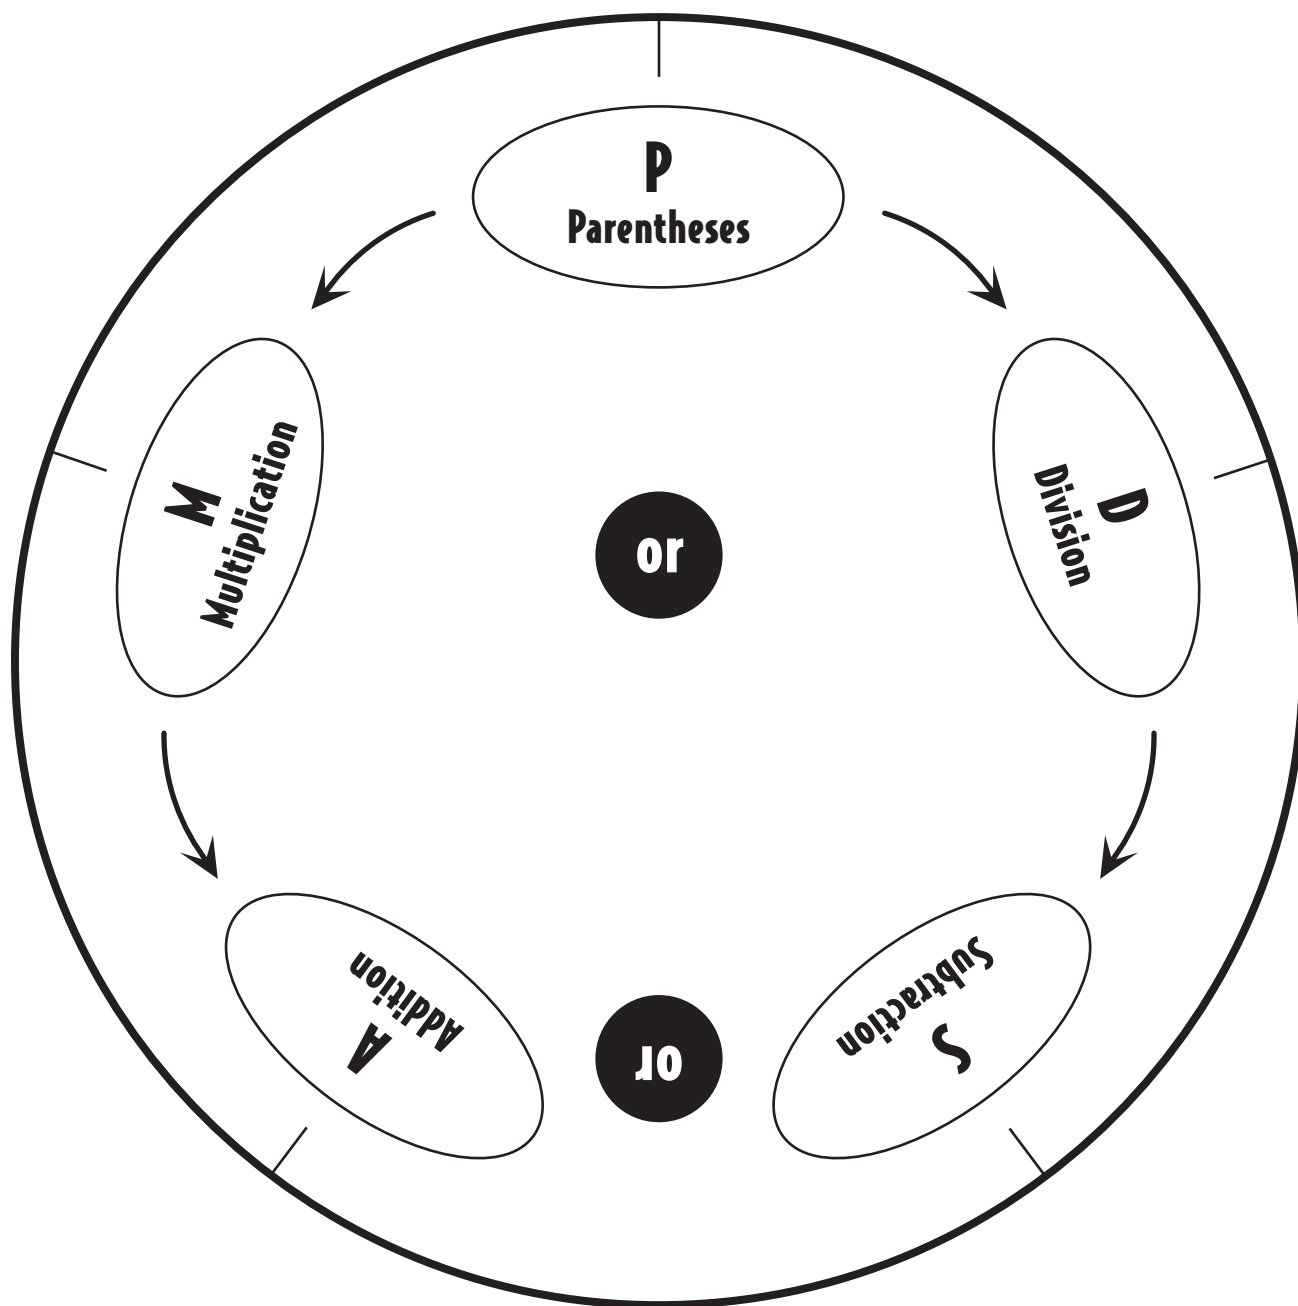 P
Parentheses
M
Multiplication
or
D
Division
A
Addition
or
S
Subtraction